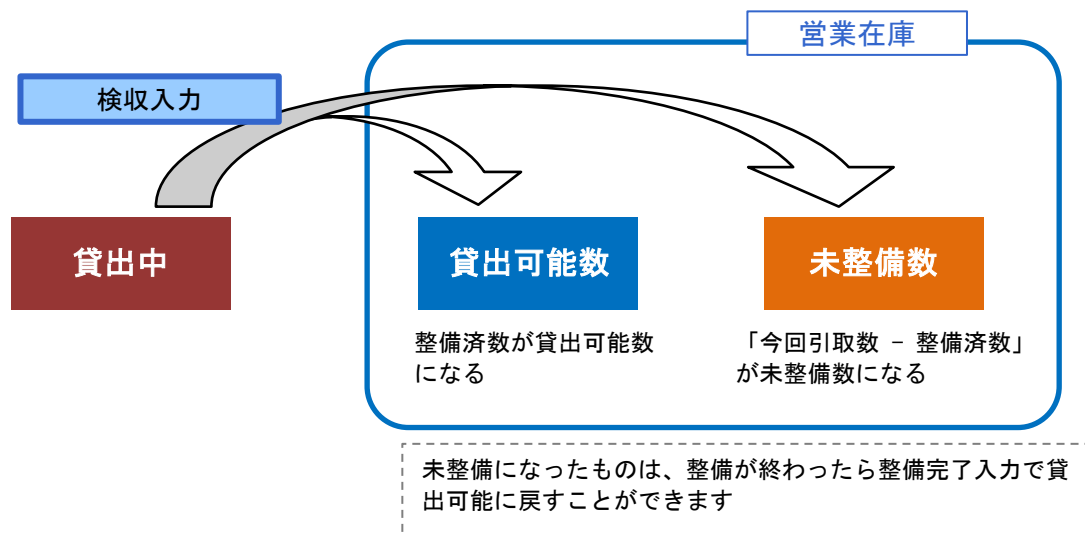 営業在庫
検収入力
貸出中
貸出可能数
未整備数
整備済数が貸出可能数
になる
「今回引取数 − 整備済数」
が未整備数になる
未整備になったものは、整備が終わったら整備完了入力で貸
出可能に戻すことができます